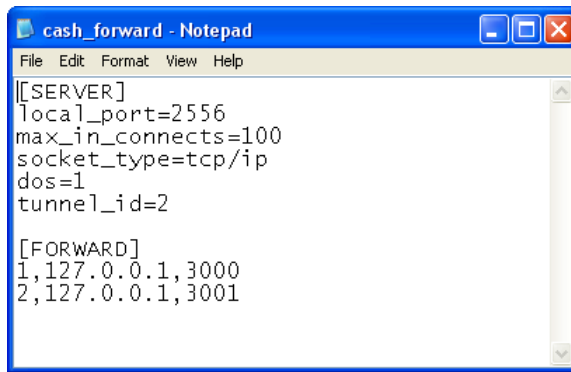 cash_forward - Notepad
File Edit Format View Help
[SERVER]
local_port=2556
max_in_connects=100
socket_type=tcp/ip
dos=1
tunnel_id=2
[FORWARD]
1,127.0.0.1,3000
2,127.0.0.1,3001